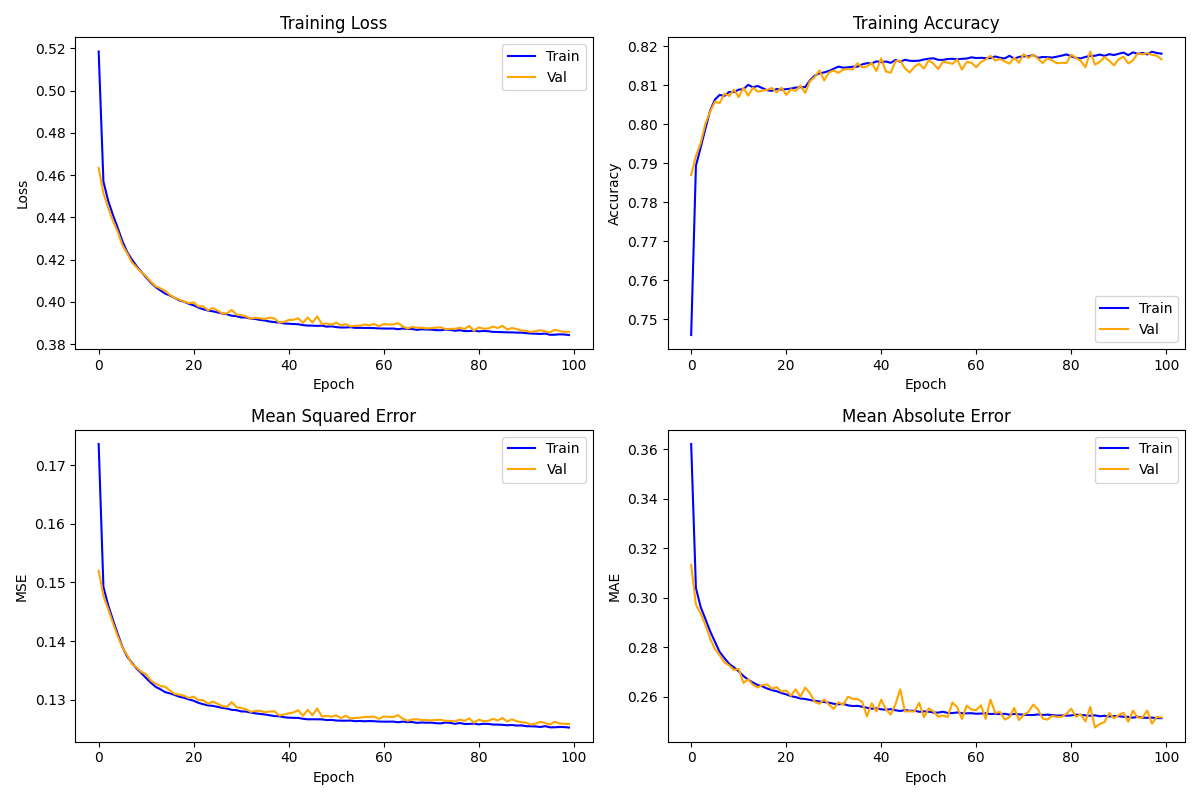 Training Loss
0.52
0.50
0.48
0.46
0.44
0.42
0.40
0.38
Loss
Train
Val
0 20 40 60 80 100
Epoch
Training Accuracy
0.82
0.81
0.80
0.79
0.78
0.77
0.76
0.75
Accuracy
Train
Val
0 20 40 60 80 100
Epoch
Mean Squared Error
0.17
0.16
0.15
0.14
0.13
MSE
Train
Val
0 20 40 60 80 100
Epoch
Mean Absolute Error
0.36
0.34
0.32
0.30
0.28
0.26
MAE
Train
Val
0 20 40 60 80 100
Epoch